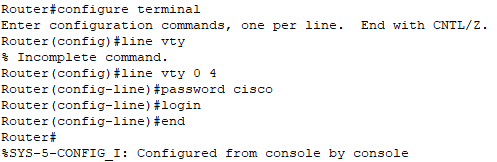 Router#configure terminal
Enter configuration commands, one per line.  End with CNTL/Z.
Router(config)#line vty
% Incomplete command.
Router(config)#line vty 0 4
Router(config-line)#password cisco
Router(config-line)#login
Router(config-line)#end
Router#
%SYS-5-CONFIG_I: Configured from console by console